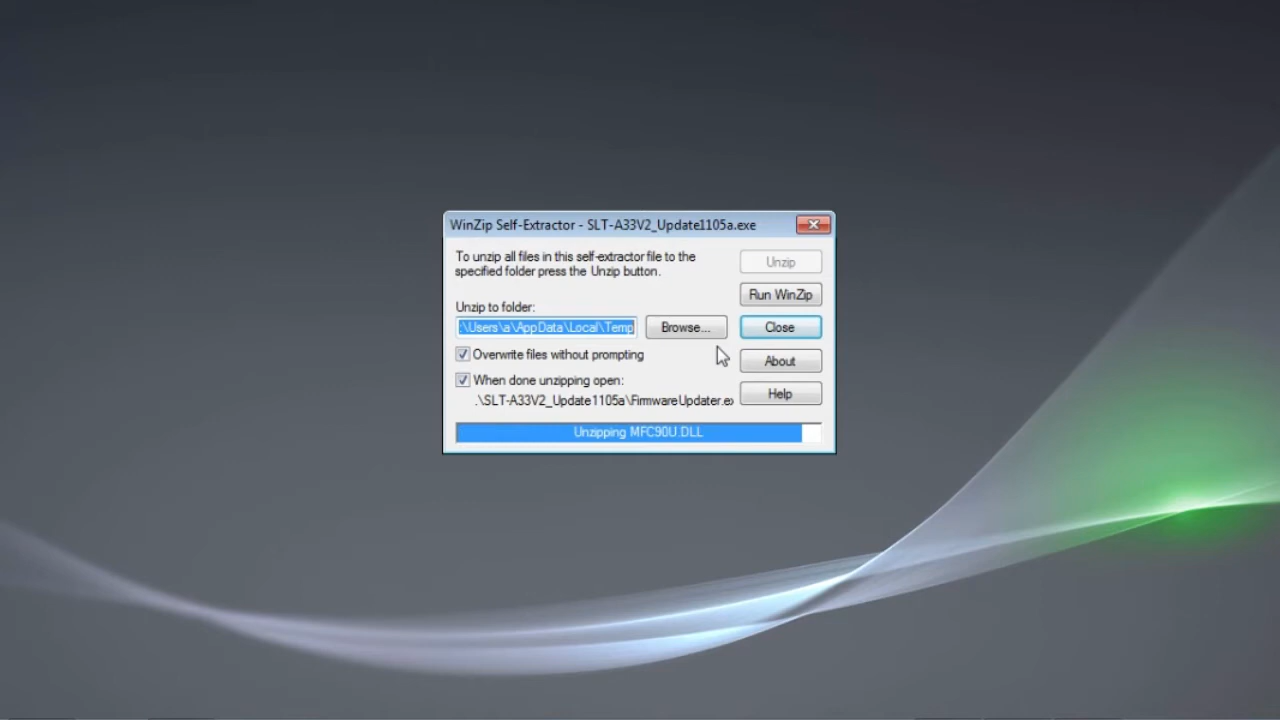 WinZip Self-Extractor - SLT-A33V2_Update1105a.exe
To unzip all files in this self-extractor file to the
specified folder press the Unzip button.
Unzip
Run WinZip
Unzip to folder:
:\Users\a\AppData\Local\Temp
Browse...
Close
Overwrite files without prompting
About
When done unzipping open:
Help
.\SLT-A33V2_Update1105a\FirmwareUpdater.ex
Unzipping MFC90U.DLL